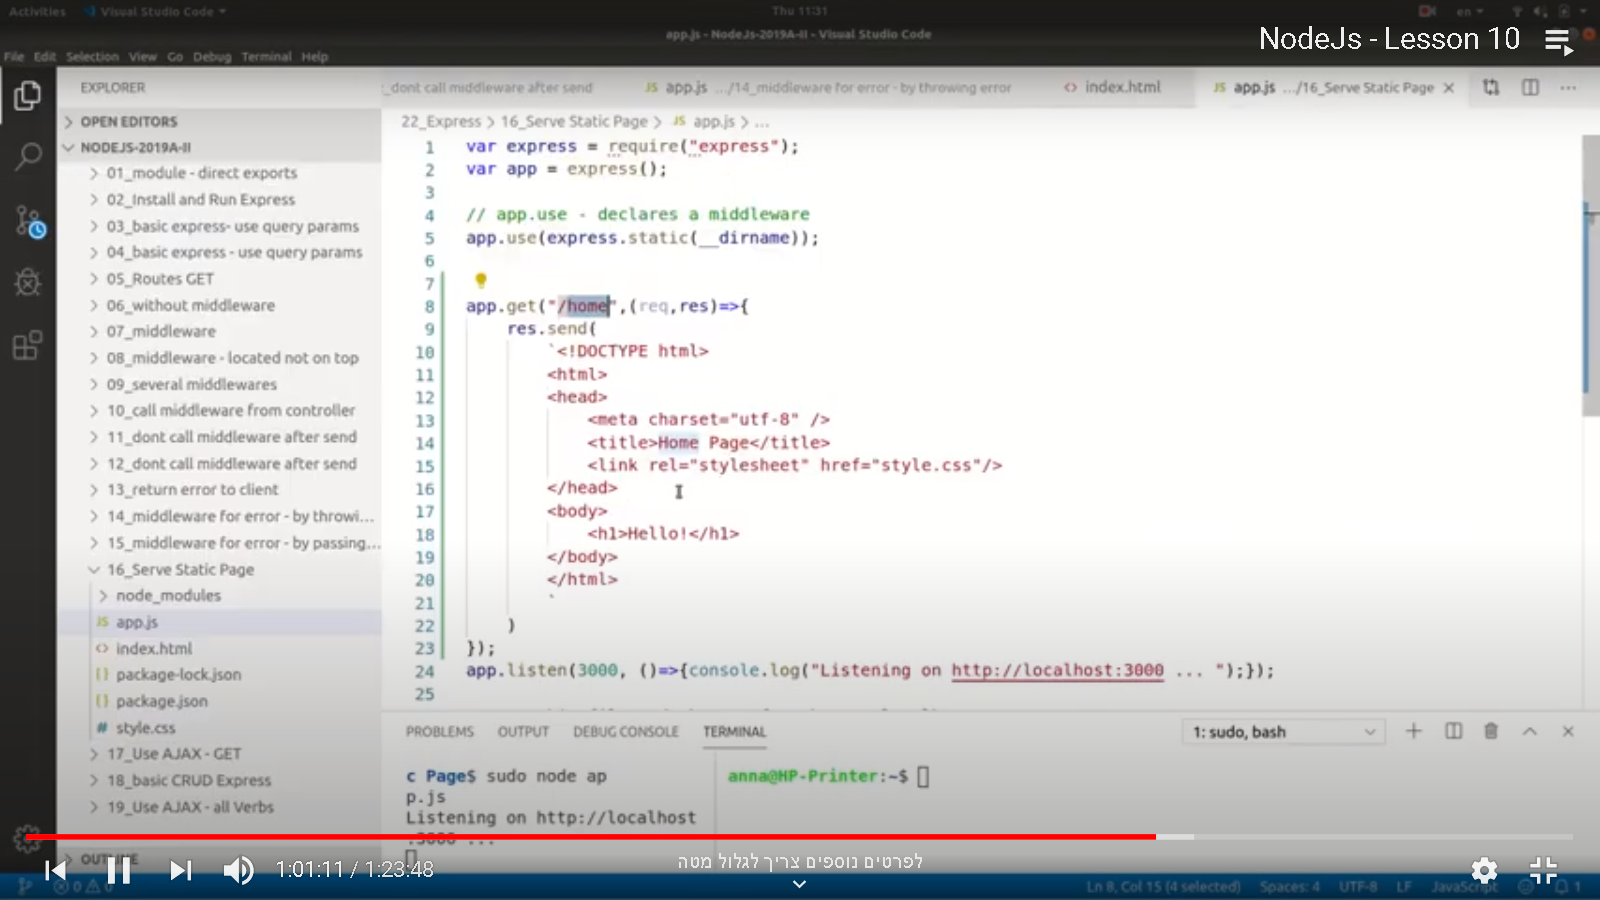 Activities Visual Studio Code Thu 11:31 en
app.js - NodeJs-2019A-II - Visual Studio Code
NodeJs - Lesson 10
File Edit Selection View Go Debug Terminal Help
EXPLORER
OPEN EDITORS
NODEJS-2019A-II
01_module - direct exports
02_Install and Run Express
03_basic express- use query params
04_basic express - use query params
05_Routes GET
06_without middleware
07_middleware
08_middleware - located not on top
09_several middlewares
10_call middleware from controller
11_dont call middleware after send
12_dont call middleware after send
13_return error to client
14_middleware for error - by throwi...
15_middleware for error - by passing...
16_Serve Static Page
node_modules
JS app.js
<> index.html
{} package-lock.json
{} package.json
# style.css
17_Use AJAX - GET
18_basic CRUD Express
19_Use AJAX - all Verbs
OUTLINE
_dont call middleware after send JS app.js .../14_middleware for error - by throwing error <> index.html JS app.js .../16_Serve Static Page
22_Express > 16_Serve Static Page > JS app.js > ...
1 var express = require("express");
2 var app = express();
3
4 // app.use - declares a middleware
5 app.use(express.static(__dirname));
6
7
8 app.get("/home",(req,res)=>{
9 res.send(
10 `<!DOCTYPE html>
11 <html>
12 <head>
13 <meta charset="utf-8" />
14 <title>Home Page</title>
15 <link rel="stylesheet" href="style.css"/>
16 </head>
17 <body>
18 <h1>Hello!</h1>
19 </body>
20 </html>
21 `
22 )
23 });
24 app.listen(3000, ()=>{console.log("Listening on http://localhost:3000 ... ");});
25
PROBLEMS OUTPUT DEBUG CONSOLE TERMINAL 1: sudo, bash
c Page$ sudo node ap
p.js
Listening on http://localhost
:3000 ...
anna@HP-Printer:~$
1:01:11 / 1:23:48
לפרטים נוספים צריך לגלול מטה
0 0 Ln 8, Col 15 (4 selected) Spaces: 4 UTF-8 LF JavaScript 1